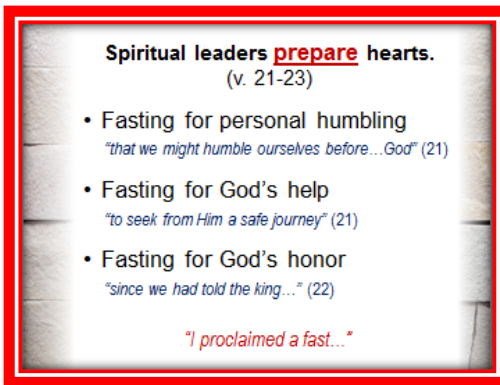 Spiritual leaders prepare hearts.
(v. 21-23)
• Fasting for personal humbling
“that we might humble ourselves before…God” (21)
• Fasting for God’s help
“to seek from Him a safe journey” (21)
• Fasting for God’s honor
“since we had told the king…” (22)
“I proclaimed a fast…”